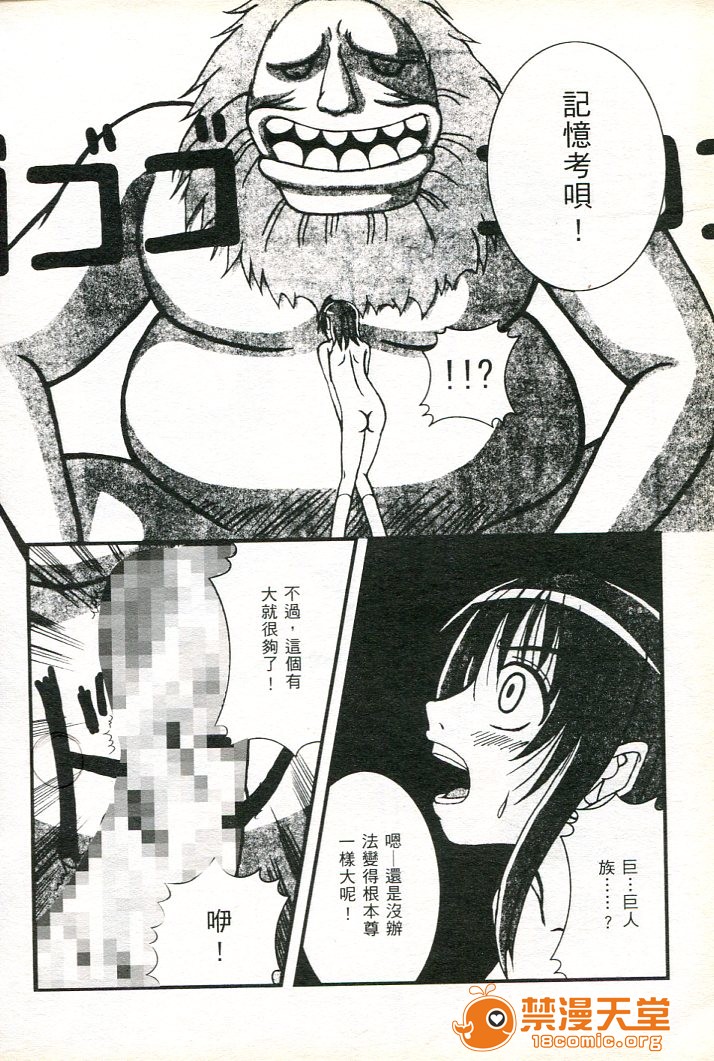 記憶考唄！
ゴゴゴ
!!?
巨…巨人
族……？
嗯─還是沒辦
法變得根本尊
一樣大呢！
不過，這個有
大就很夠了！
咿！
禁漫天堂
18comic.org